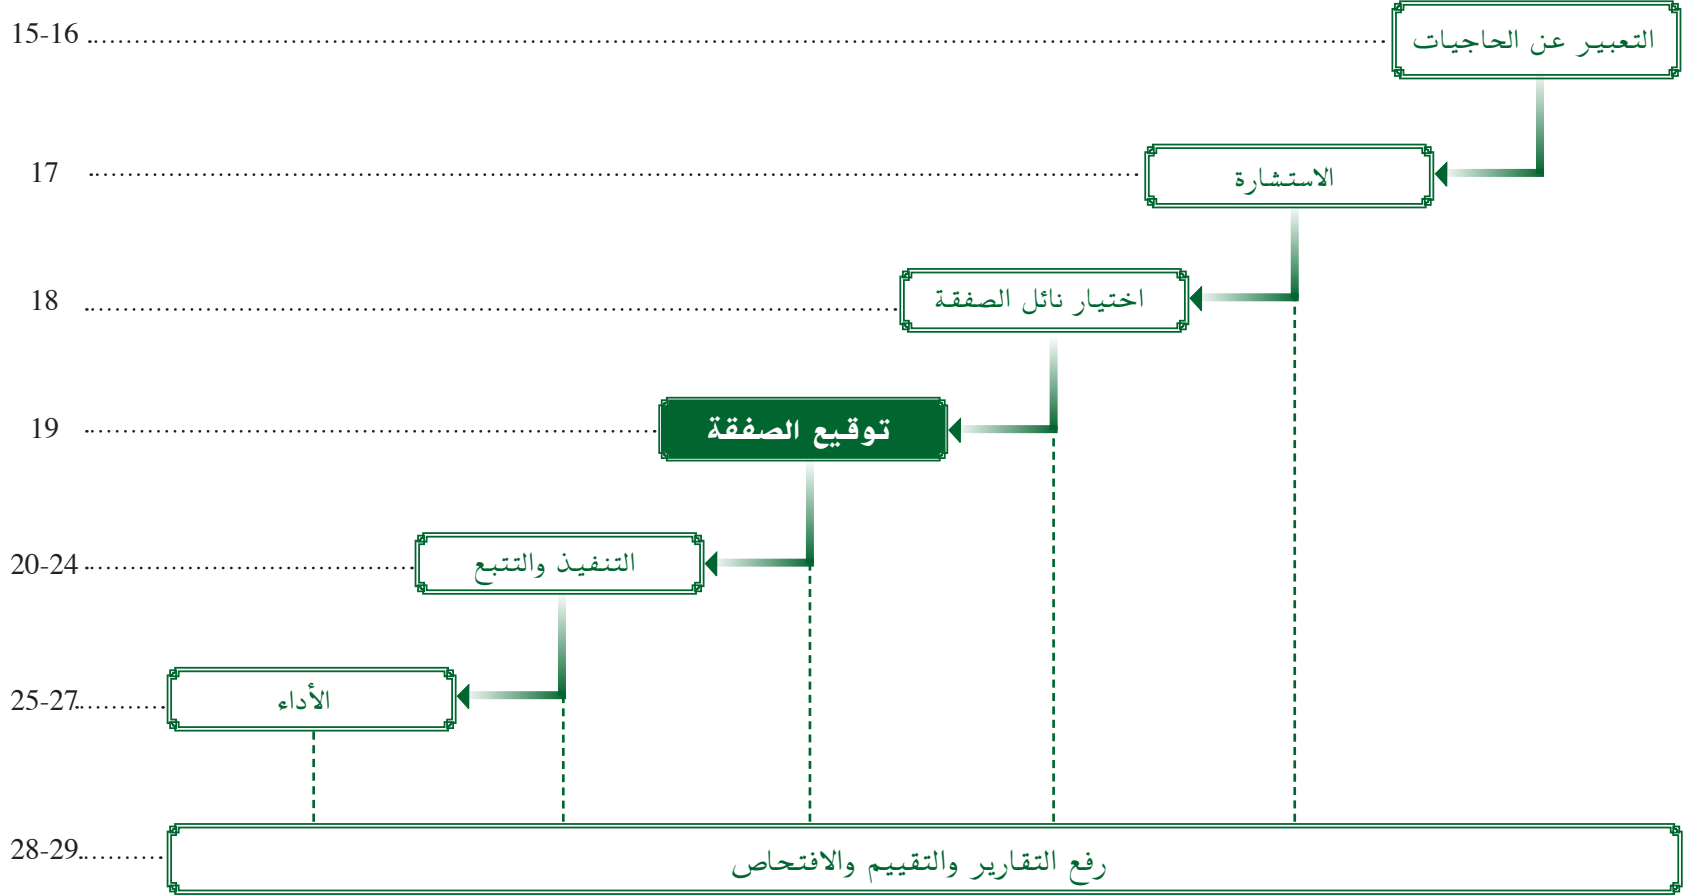 التعبير عن الحاجيات 15-16
الاستشارة 17
اختيار نائل الصفقة 18
توقيع الصفقة 19
التنفيذ والتتبع 20-24
الأداء 25-27
رفع التقارير والتقييم والافتحاص 28-29